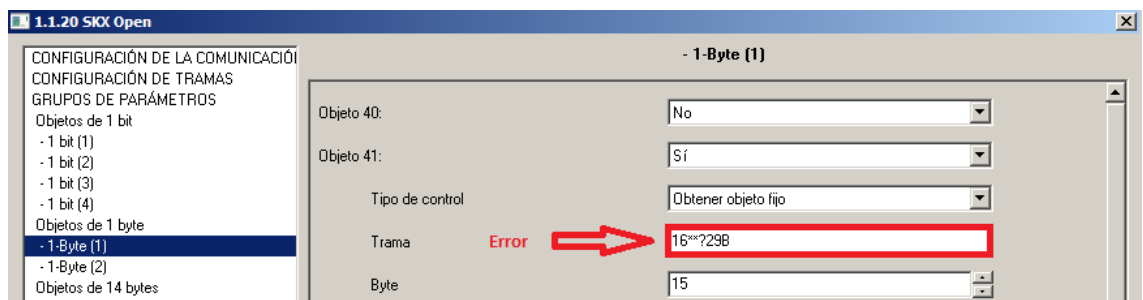 1.1.20 SKX Open
CONFIGURACIÓN DE LA COMUNICACIÓ
CONFIGURACIÓN DE TRAMAS
GRUPOS DE PARÁMETROS
Objetos de 1 bit
- 1 bit (1)
- 1 bit (2)
- 1 bit (3)
- 1 bit (4)
Objetos de 1 byte
- 1-Byte (1)
- 1-Byte (2)
Objetos de 14 bytes
- 1-Byte (1)
Objeto 40: No
Objeto 41: Sí
Tipo de control Obtener objeto fijo
Trama Error 16**?29B
Byte 15